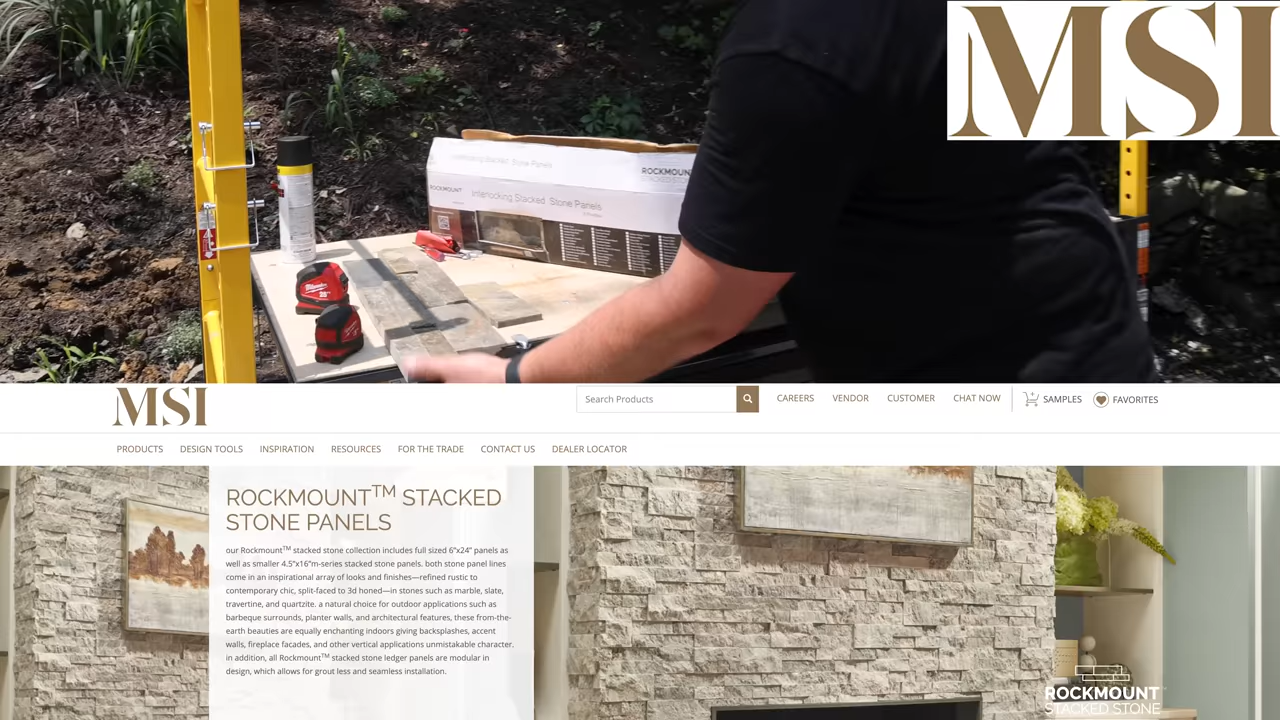 MSI
Interlocking Stacked Stone Panels
ROCKMOUNT
ROCKMOUNT
Interlocking Stacked Stone Panels
MSI
Search Products
CAREERS
VENDOR
CUSTOMER
CHAT NOW
SAMPLES
FAVORITES
PRODUCTS
DESIGN TOOLS
INSPIRATION
RESOURCES
FOR THE TRADE
CONTACT US
DEALER LOCATOR
ROCKMOUNT™ STACKED
STONE PANELS
our Rockmount™ stacked stone collection includes full sized 6"x24" panels as
well as smaller 4.5"x16"m-series stacked stone panels. both stone panel lines
come in an inspirational array of looks and finishes—refined rustic to
contemporary chic, split-faced to 3d honed—in stones such as marble, slate,
travertine, and quartzite. a natural choice for outdoor applications such as
barbeque surrounds, planter walls, and architectural features, these from-the-
earth beauties are equally enchanting indoors giving backsplashes, accent
walls, fireplace facades, and other vertical applications unmistakable character.
in addition, all Rockmount™ stacked stone ledger panels are modular in
design, which allows for grout less and seamless installation.
ROCKMOUNT
STACKED STONE